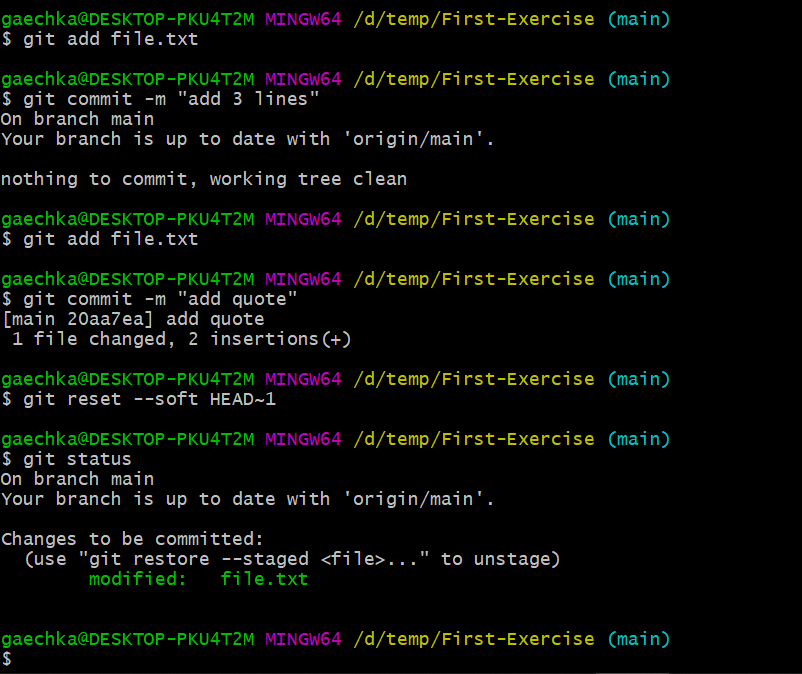 gaechka@DESKTOP-PKU4T2M MINGW64 /d/temp/First-Exercise (main)
$ git add file.txt
gaechka@DESKTOP-PKU4T2M MINGW64 /d/temp/First-Exercise (main)
$ git commit -m "add 3 lines"
On branch main
Your branch is up to date with 'origin/main'.
nothing to commit, working tree clean
gaechka@DESKTOP-PKU4T2M MINGW64 /d/temp/First-Exercise (main)
$ git add file.txt
gaechka@DESKTOP-PKU4T2M MINGW64 /d/temp/First-Exercise (main)
$ git commit -m "add quote"
[main 20aa7ea] add quote
 1 file changed, 2 insertions(+)
gaechka@DESKTOP-PKU4T2M MINGW64 /d/temp/First-Exercise (main)
$ git reset --soft HEAD~1
gaechka@DESKTOP-PKU4T2M MINGW64 /d/temp/First-Exercise (main)
$ git status
On branch main
Your branch is up to date with 'origin/main'.
Changes to be committed:
  (use "git restore --staged <file>..." to unstage)
        modified:   file.txt
gaechka@DESKTOP-PKU4T2M MINGW64 /d/temp/First-Exercise (main)
$